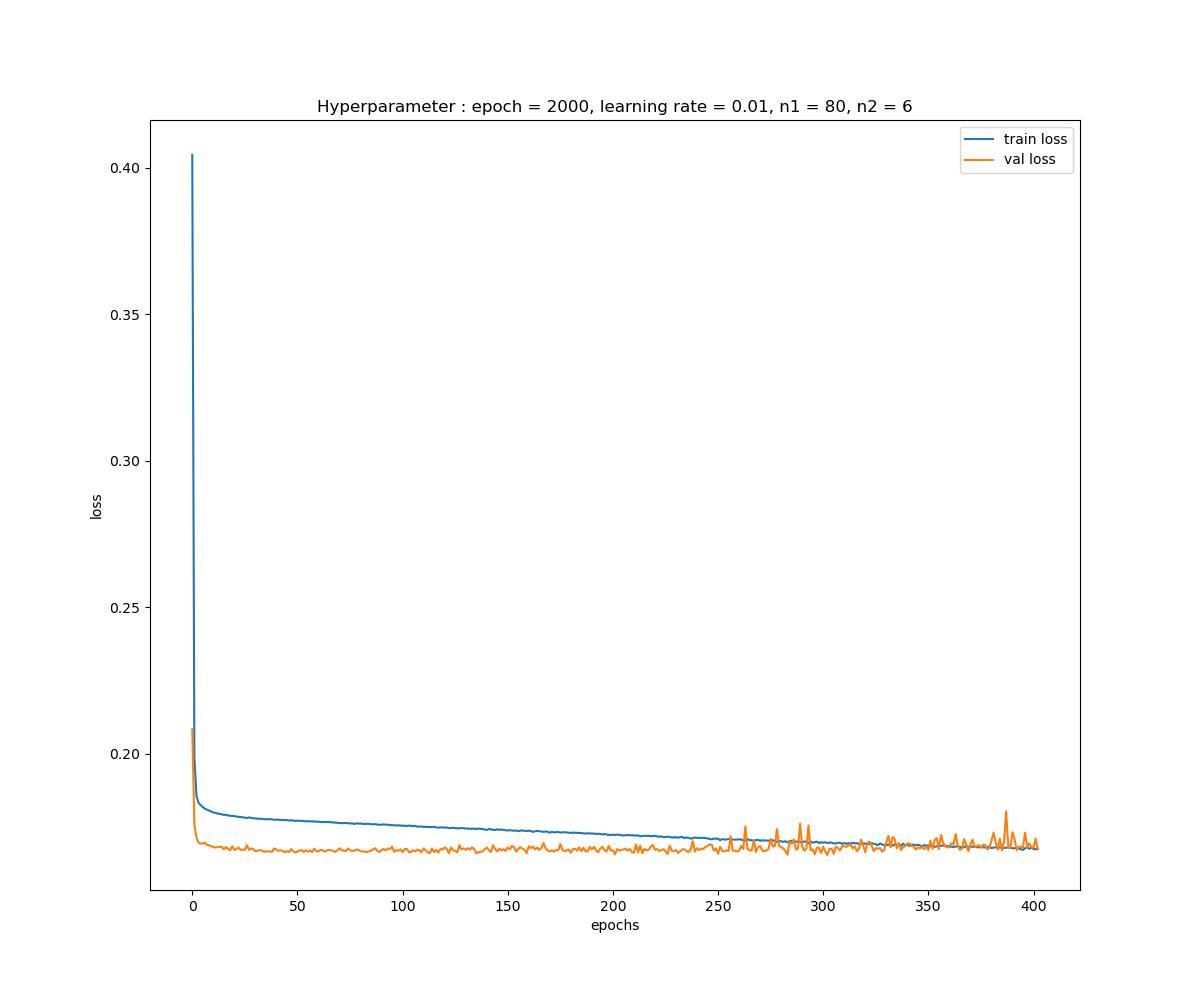 Hyperparameter : epoch = 2000, learning rate = 0.01, n1 = 80, n2 = 6
train loss
val loss
0.40
0.35
0.30
0.25
0.20
loss
0 50 100 150 200 250 300 350 400
epochs